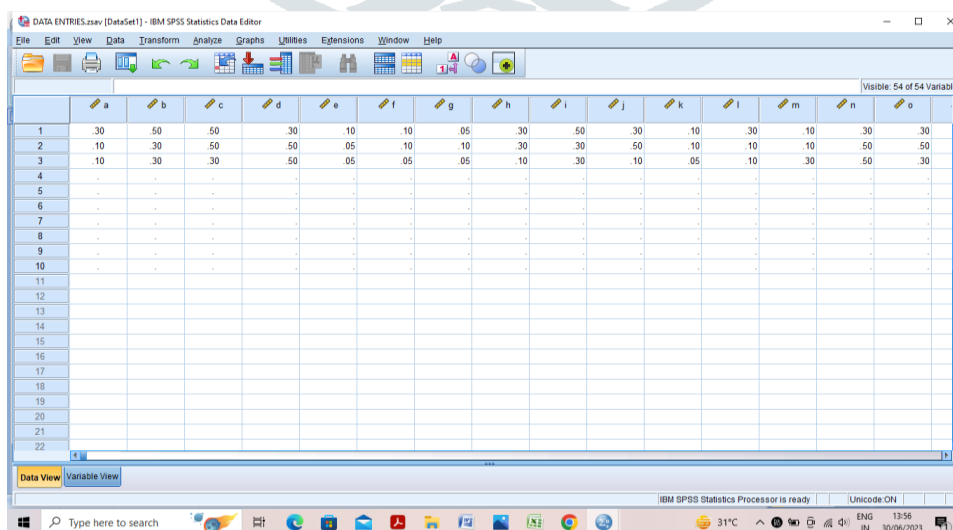 DATA ENTRIES.zsav [DataSet1] - IBM SPSS Statistics Data Editor
File Edit View Data Transform Analyze Graphs Utilities Extensions Window Help
Visible: 54 of 54 Variabl
a b c d e f g h i j k l m n o
1 .30 .50 .50 .30 .10 .10 .05 .30 .50 .30 .10 .30 .10 .30 .30
2 .10 .30 .50 .50 .05 .10 .10 .30 .30 .50 .10 .10 .10 .50 .50
3 .10 .30 .30 .50 .05 .05 .05 .10 .30 .10 .05 .10 .30 .50 .30
4 . . . . . . . . . . . . . . .
5 . . . . . . . . . . . . . . .
6 . . . . . . . . . . . . . . .
7 . . . . . . . . . . . . . . .
8 . . . . . . . . . . . . . . .
9 . . . . . . . . . . . . . . .
10 . . . . . . . . . . . . . . .
11
12
13
14
15
16
17
18
19
20
21
22
Data View Variable View
IBM SPSS Statistics Processor is ready Unicode:ON
Type here to search 31°C ENG 13:56
IN 30/06/2023